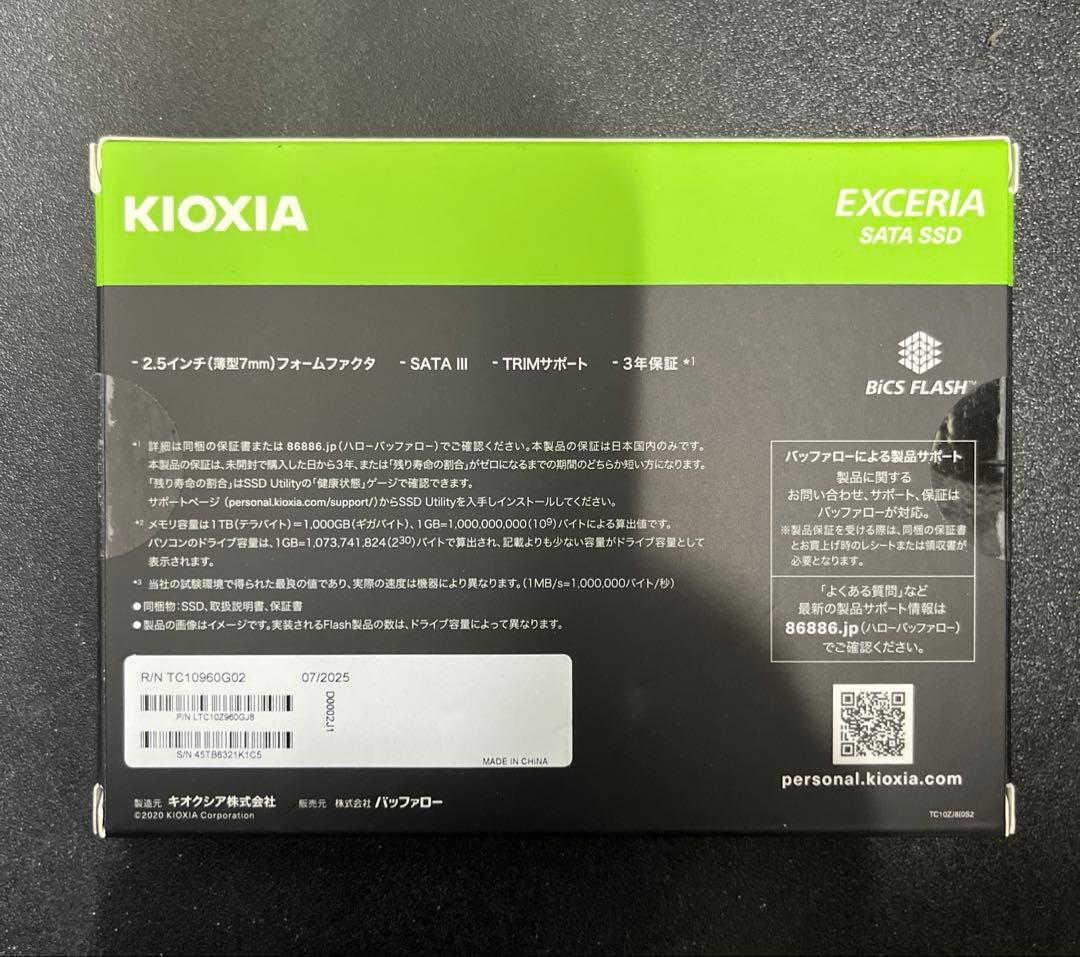 KIOXIA
EXCERIA
SATA SSD
- 2.5インチ(薄型7mm)フォームファクタ - SATA III - TRIMサポート - 3年保証 *1
BiCS FLASH™
*1 詳細は同梱の保証書または 86886.jp(ハローバッファロー)でご確認ください。本製品の保証は日本国内のみです。
本製品の保証は、未開封で購入した日から3年、または「残り寿命の割合」がゼロになるまでの期間のどちらか短い方になります。
「残り寿命の割合」はSSD Utilityの「健康状態」ゲージで確認できます。
サポートページ (personal.kioxia.com/support/)からSSD Utilityを入手しインストールしてください。
*2 メモリ容量は1TB(テラバイト)=1,000GB(ギガバイト)、1GB=1,000,000,000(10⁹)バイトによる算出値です。
パソコンのドライブ容量は、1GB=1,073,741,824(2³⁰)バイトで算出され、記載よりも少ない容量がドライブ容量として
表示されます。
*3 当社の試験環境で得られた最良の値であり、実際の速度は機器により異なります。(1MB/s=1,000,000バイト/秒)
●同梱物:SSD、取扱説明書、保証書
●製品の画像はイメージです。実装されるFlash製品の数は、ドライブ容量によって異なります。
バッファローによる製品サポート
製品に関する
お問い合わせ、サポート、保証は
バッファローが対応。
※製品保証を受ける際は、同梱の保証書
とお買上げ時のレシートまたは領収書が
必要となります。
「よくある質問」など
最新の製品サポート情報は
86886.jp(ハローバッファロー)
でご確認ください。
R/N TC10960G02 07/2025
P/N LTC10Z960GJ8
D0002J1
S/N 45TB6321K1C5
MADE IN CHINA
personal.kioxia.com
製造元 キオクシア株式会社 販売元 株式会社 バッファロー
©2020 KIOXIA Corporation
TC10Z/8(0S2